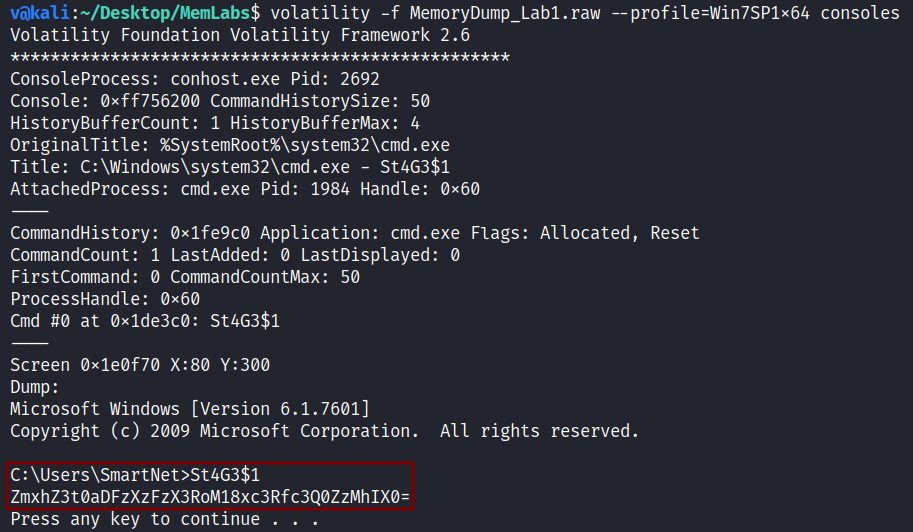 v@kali:~/Desktop/MemLabs$ volatility -f MemoryDump_Lab1.raw --profile=Win7SP1x64 consoles
Volatility Foundation Volatility Framework 2.6
**************************************************
ConsoleProcess: conhost.exe Pid: 2692
Console: 0xff756200 CommandHistorySize: 50
HistoryBufferCount: 1 HistoryBufferMax: 4
OriginalTitle: %SystemRoot%\system32\cmd.exe
Title: C:\Windows\system32\cmd.exe - St4G3$1
AttachedProcess: cmd.exe Pid: 1984 Handle: 0x60
----
CommandHistory: 0x1fe9c0 Application: cmd.exe Flags: Allocated, Reset
CommandCount: 1 LastAdded: 0 LastDisplayed: 0
FirstCommand: 0 CommandCountMax: 50
ProcessHandle: 0x60
Cmd #0 at 0x1de3c0: St4G3$1
----
Screen 0x1e0f70 X:80 Y:300
Dump:
Microsoft Windows [Version 6.1.7601]
Copyright (c) 2009 Microsoft Corporation.  All rights reserved.
C:\Users\SmartNet>St4G3$1
ZmxhZ3t0aDFzXzFzX3RoM18xc3Rfc3Q0ZzMhIX0=
Press any key to continue . . .